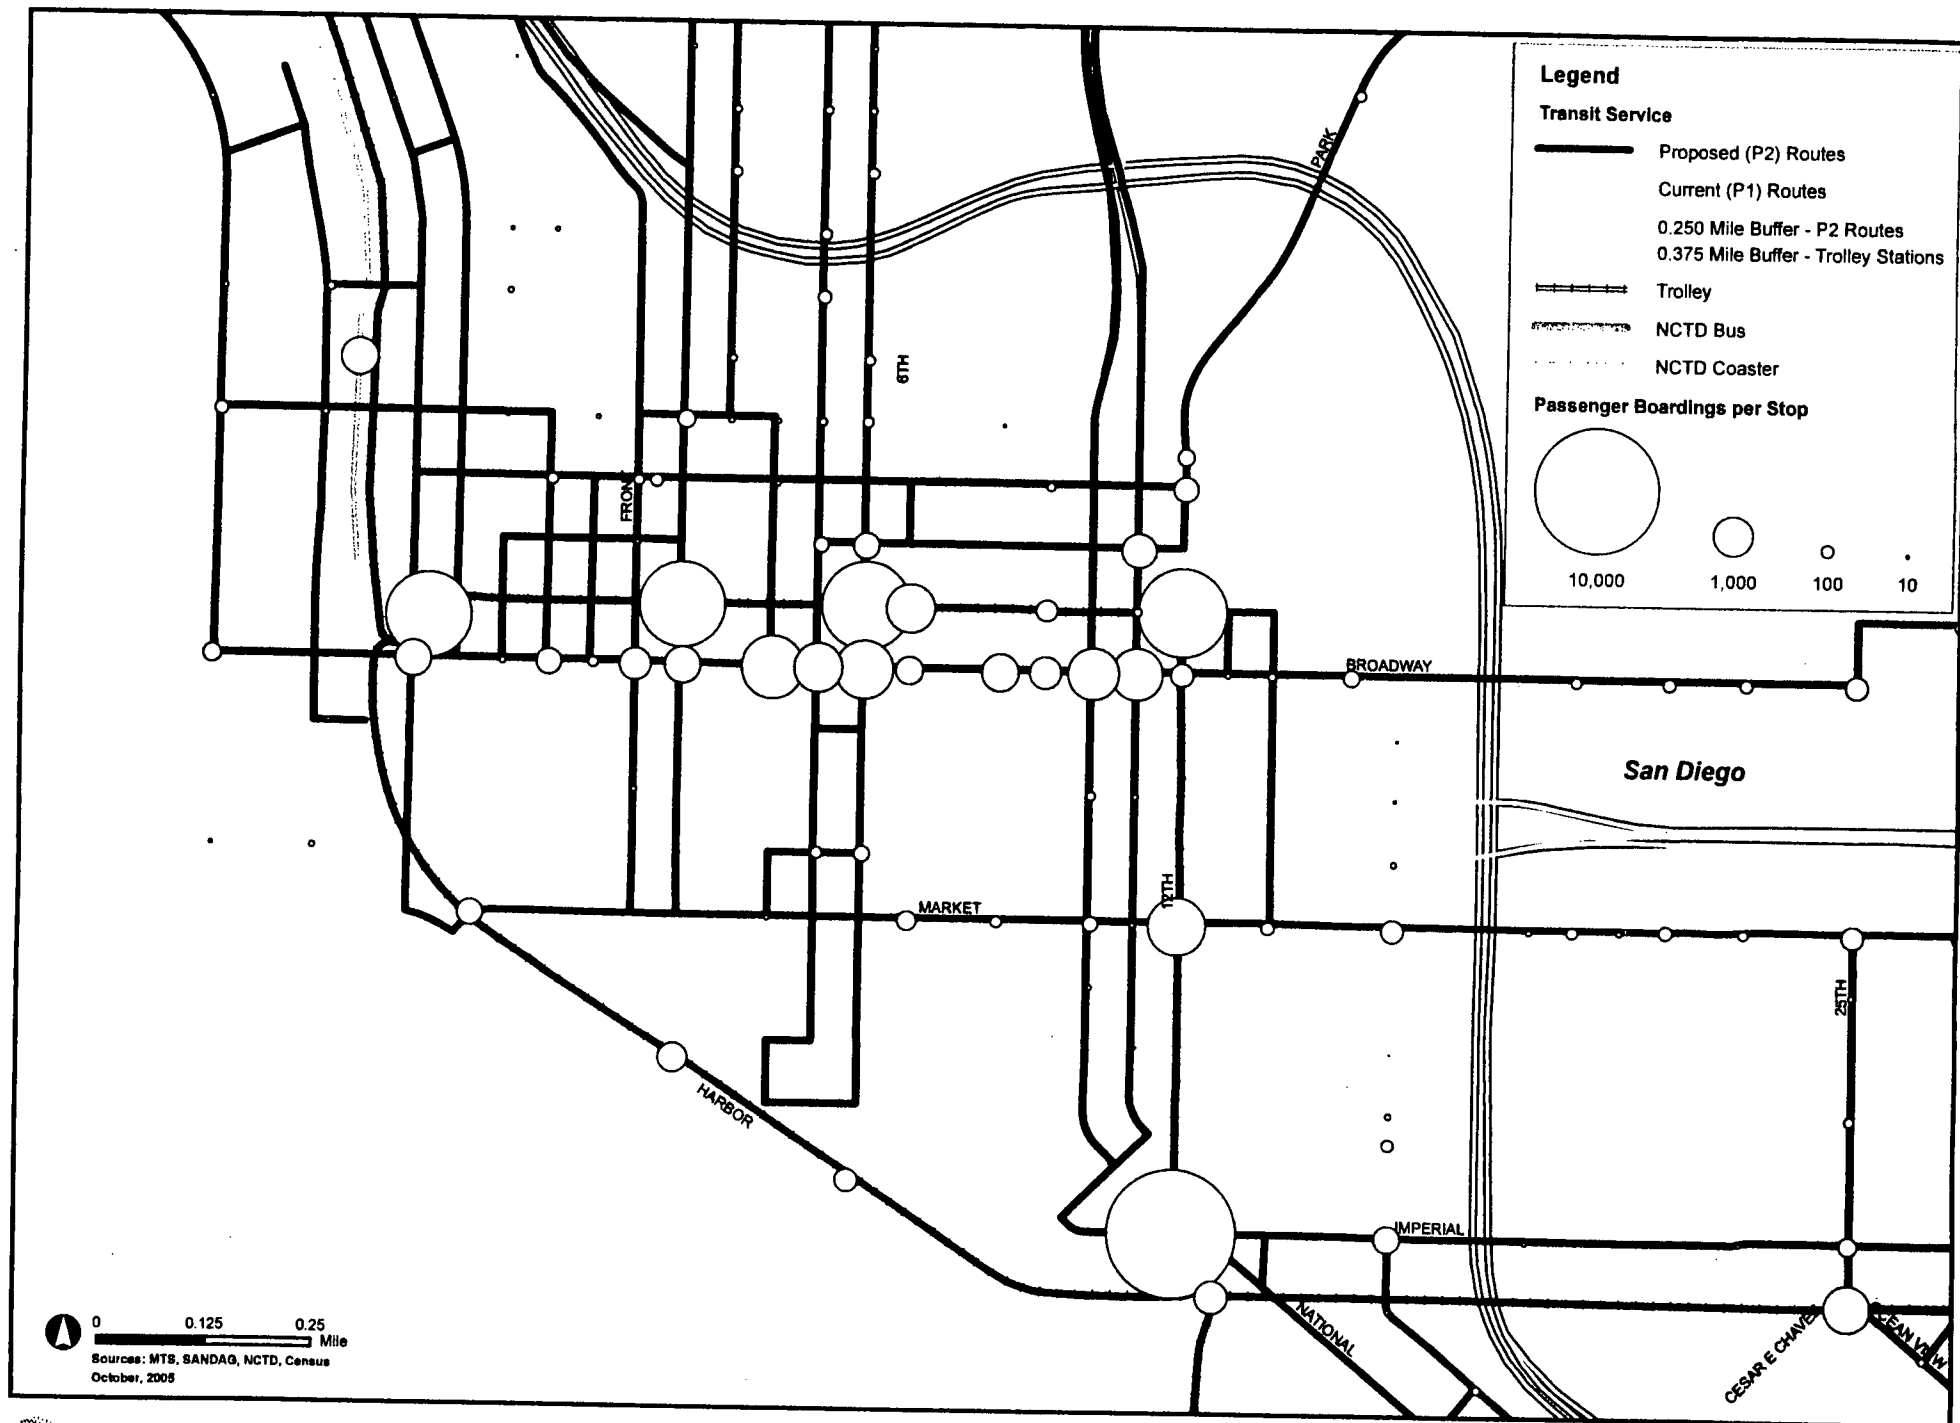 Legend
Transit Service
Proposed (P2) Routes
Current (P1) Routes
0.250 Mile Buffer - P2 Routes
0.375 Mile Buffer - Trolley Stations
Trolley
NCTD Bus
NCTD Coaster
Passenger Boardings per Stop
10,000 1,000 100 10
PARK
6TH
FRONT
BROADWAY
San Diego
12TH
MARKET
25TH
HARBOR
IMPERIAL
NATIONAL
CESAR E CHAVEZ
0 0.125 0.25
Mile
Sources: MTS, SANDAG, NCTD, Census
October, 2005